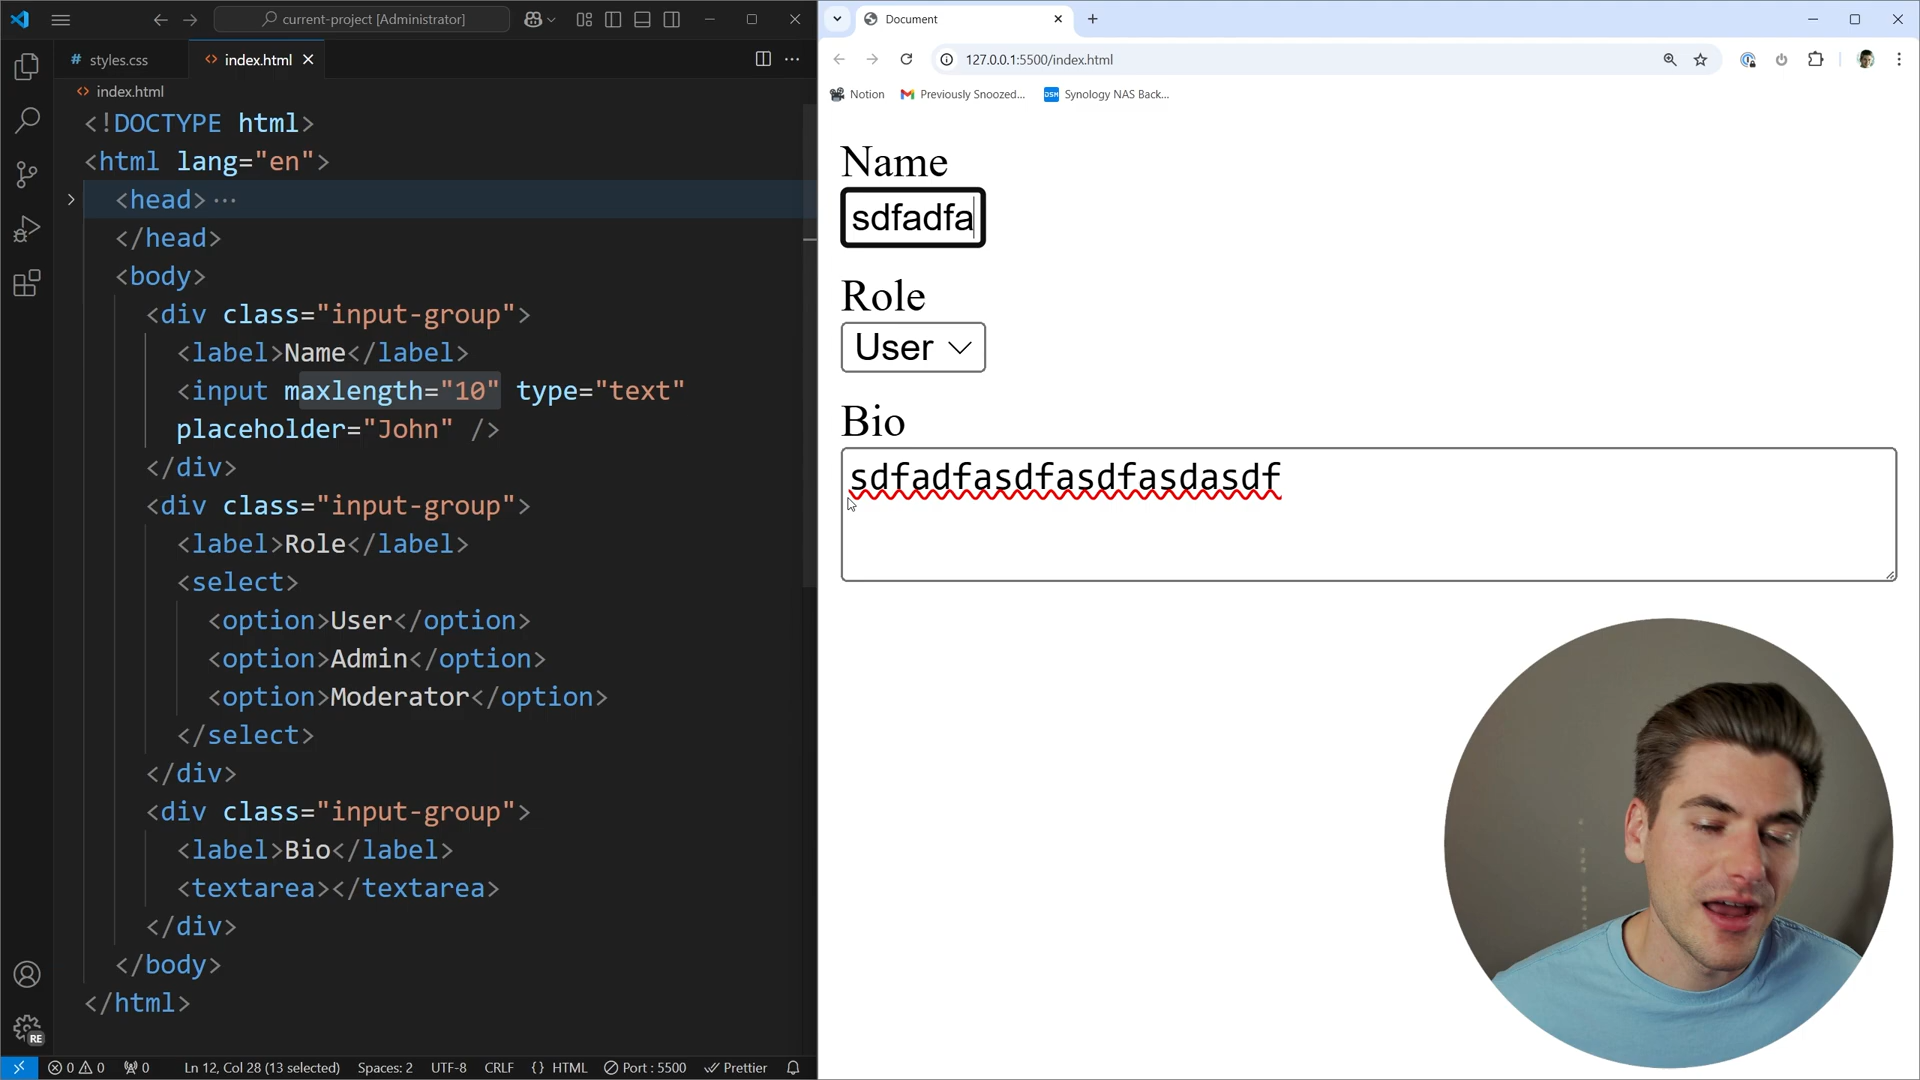 current-project [Administrator]
styles.css
index.html
index.html
<!DOCTYPE html>
<html lang="en">
<head>···
</head>
<body>
<div class="input-group">
<label>Name</label>
<input maxlength="10" type="text"
placeholder="John" />
</div>
<div class="input-group">
<label>Role</label>
<select>
<option>User</option>
<option>Admin</option>
<option>Moderator</option>
</select>
</div>
<div class="input-group">
<label>Bio</label>
<textarea></textarea>
</div>
</body>
</html>
RE
0 0 0 Ln 12, Col 28 (13 selected) Spaces: 2 UTF-8 CRLF {} HTML Port : 5500 Prettier
Document
127.0.0.1:5500/index.html
Notion Previously Snoozed... DSM Synology NAS Back...
Name
sdfadfa
Role
User
Bio
sdfadfasdfasdfasdasdf